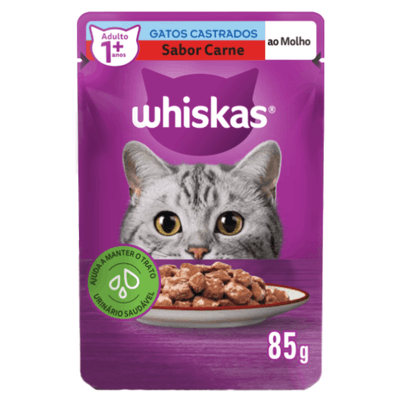 Adulto
1+
anos
GATOS CASTRADOS
Sabor Carne
ao Molho
whiskas®
AJUDA A MANTER O TRATO
URINÁRIO SAUDÁVEL
85g